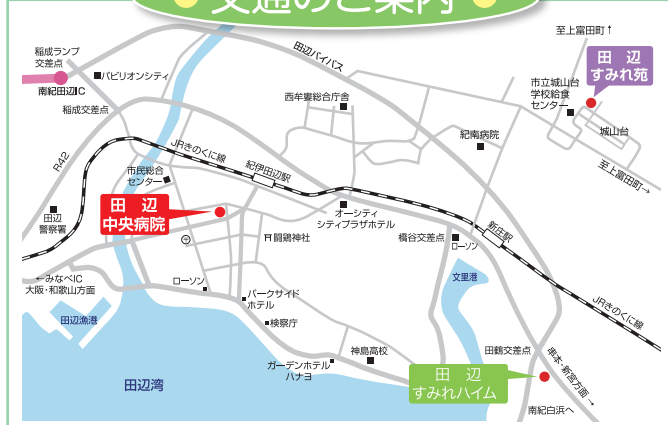 交通のご案内
至上富田町↑
稲成ランプ
交差点
田辺バイパス
田 辺
すみれ苑
パビリオンシティ
南紀田辺IC
西牟婁総合庁舎
市立城山台
学校給食
センター
稲成交差点
紀南病院
城山台
R42
JRきのくに線
市民総合
センター
紀伊田辺駅
至上富田町→
田 辺
中央病院
田辺
警察署
オーシティ
シティプラザホテル
新庄駅
闘鶏神社
橋谷交差点
ローソン
←みなべIC
大阪・和歌山方面
ローソン
文里港
パークサイド
ホテル
JRきのくに線
田辺漁港
検察庁
神島高校
田鶴交差点
串本・新宮方面→
ガーデンホテル
ハナヨ
田 辺
すみれハイム
田辺湾
南紀白浜へ